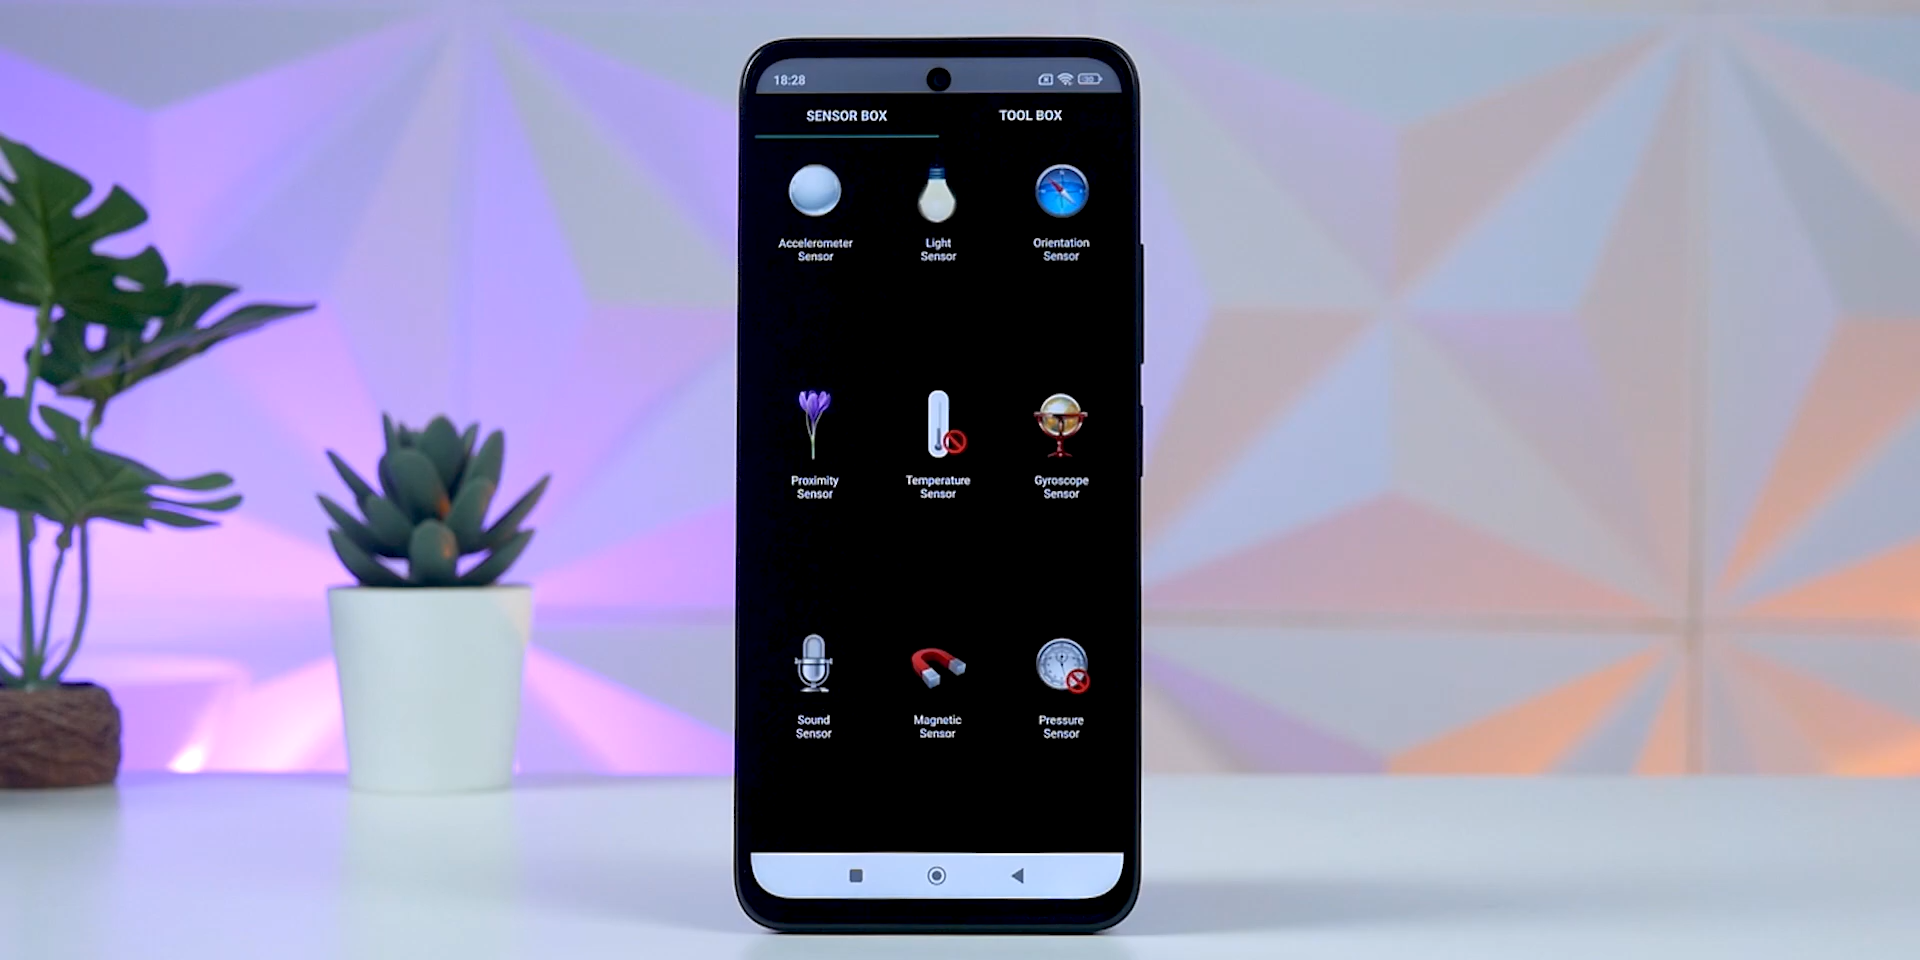 18:28
SENSOR BOX
TOOL BOX
Accelerometer
Sensor
Light
Sensor
Orientation
Sensor
Proximity
Sensor
Temperature
Sensor
Gyroscope
Sensor
Sound
Sensor
Magnetic
Sensor
Pressure
Sensor